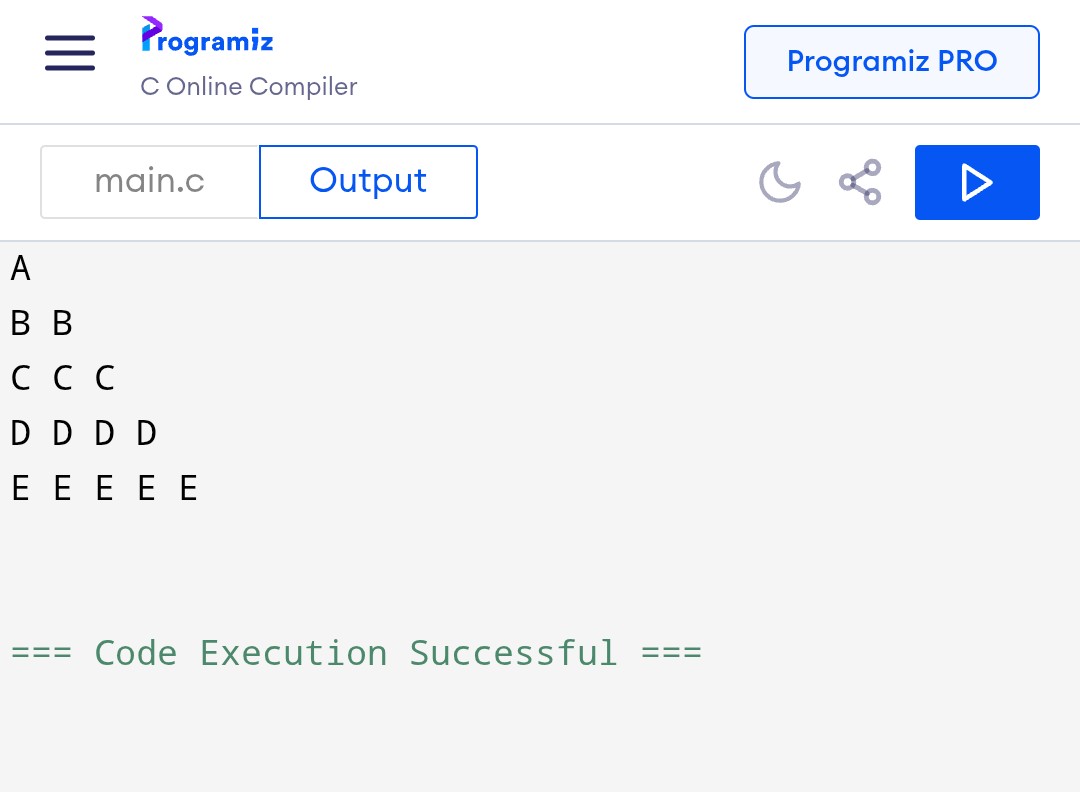 Programiz
C Online Compiler
Programiz PRO
main.c
Output
A
B B
C C C
D D D D
E E E E E
=== Code Execution Successful ===